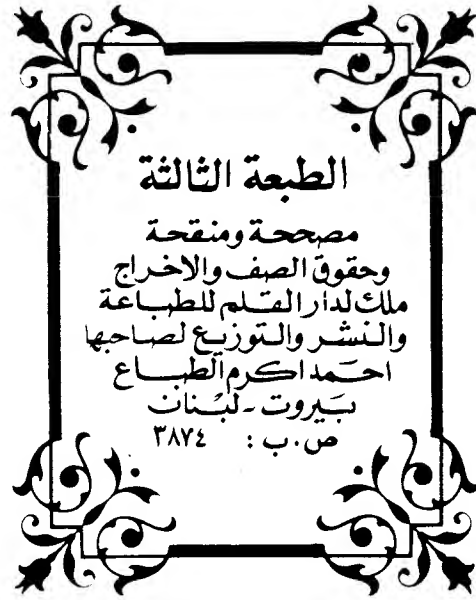 الطبعة الثالثة
مصححة ومنقحة
وحقوق الصف والاخراج
ملك لدار القلم للطباعة
والنشر والتوزيع لصاحبها
احمد اكرم الطباع
بيروت - لبنان
ص.ب : ٣٨٧٤